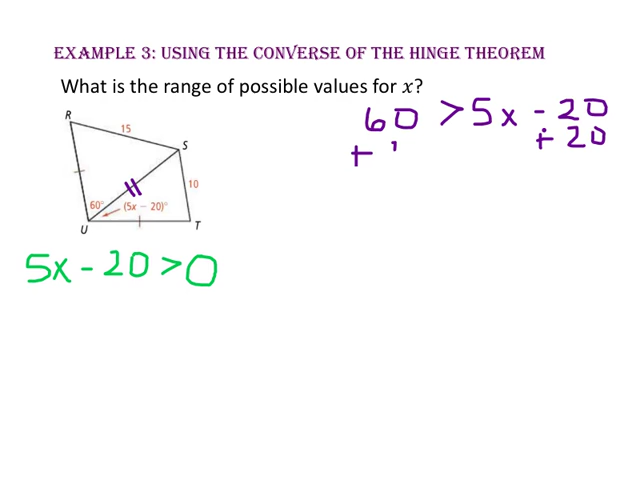 EXAMPLE 3: USING THE CONVERSE OF THE HINGE THEOREM
What is the range of possible values for x?
60 > 5x - 20
+ 20
+
R
15
S
10
60°
(5x − 20)°
U
T
5x - 20 > 0